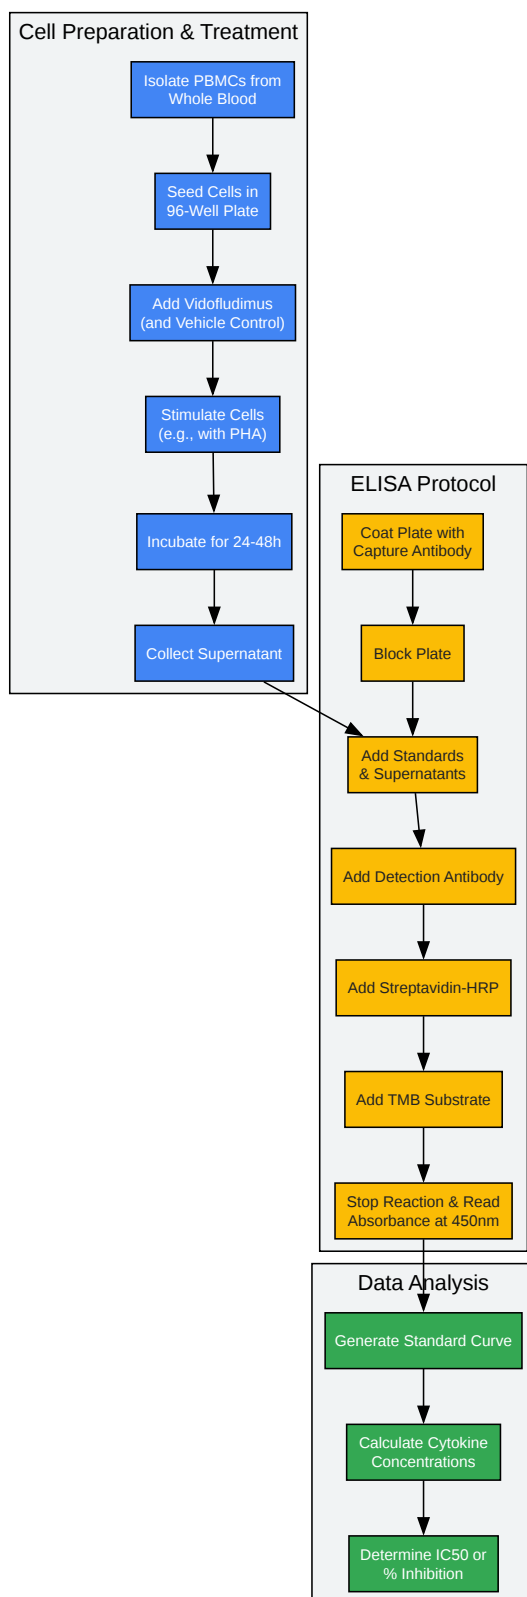 Cell Preparation & Treatment
Isolate PBMCs from
Whole Blood
Seed Cells in
96-Well Plate
Add Vidofludimus
(and Vehicle Control)
Stimulate Cells
(e.g., with PHA)
Incubate for 24-48h
Collect Supernatant
ELISA Protocol
Coat Plate with
Capture Antibody
Block Plate
Add Standards
& Supernatants
Add Detection Antibody
Add Streptavidin-HRP
Add TMB Substrate
Stop Reaction & Read
Absorbance at 450nm
Data Analysis
Generate Standard Curve
Calculate Cytokine
Concentrations
Determine IC50 or
% Inhibition